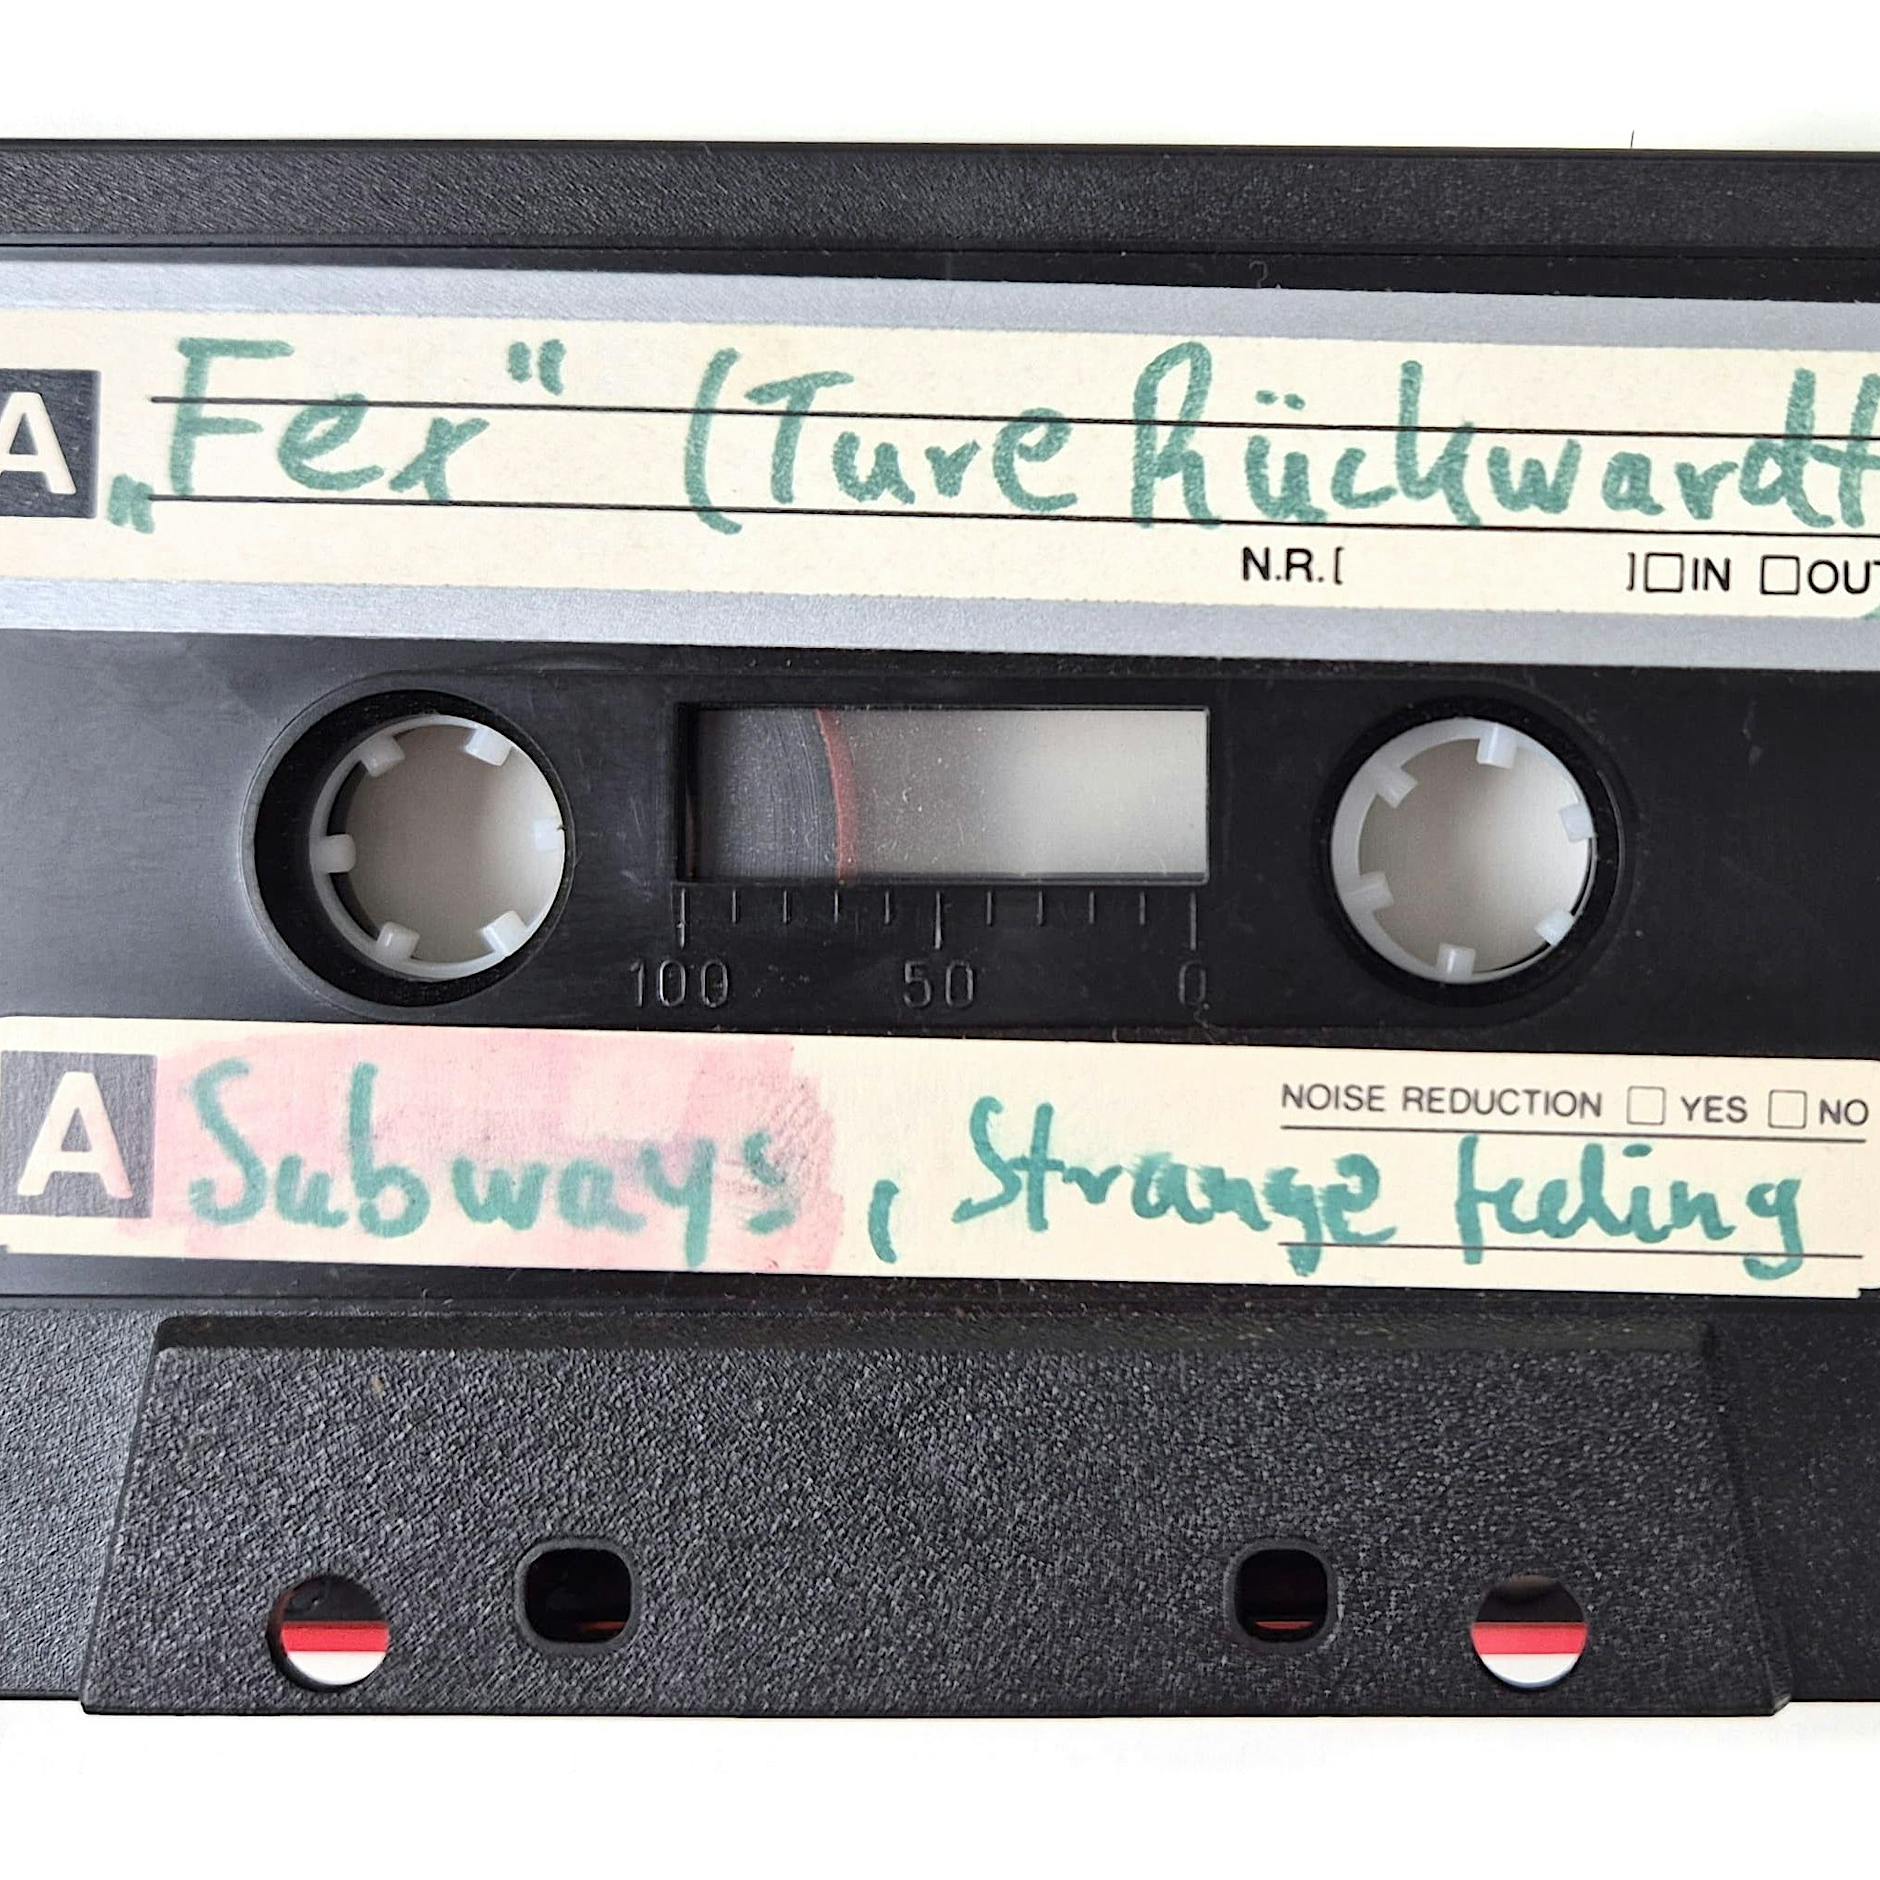 A „Fex“ (Ture Rückwardt
N.R.[ ]☐IN ☐OUT
100 50 0
NOISE REDUCTION ☐ YES ☐ NO
A Subways, Strange feeling